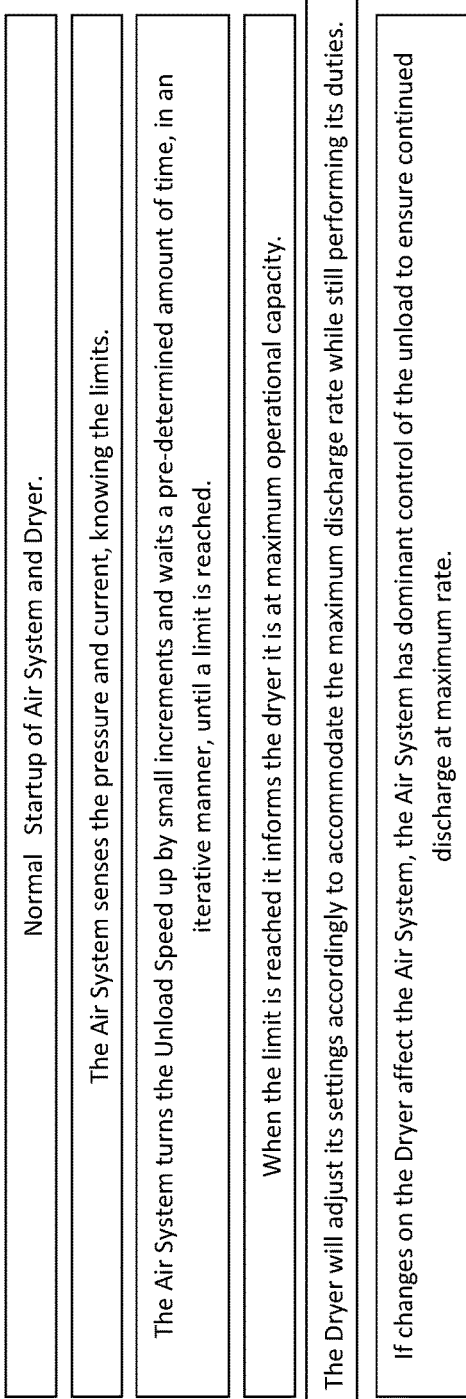 Normal Startup of Air System and Dryer.
The Air System senses the pressure and current, knowing the limits.
The Air System turns the Unload Speed up by small increments and waits a pre-determined amount of time, in an
iterative manner, until a limit is reached.
When the limit is reached it informs the dryer it is at maximum operational capacity.
The Dryer will adjust its settings accordingly to accommodate the maximum discharge rate while still performing its duties.
If changes on the Dryer affect the Air System, the Air System has dominant control of the unload to ensure continued
discharge at maximum rate.